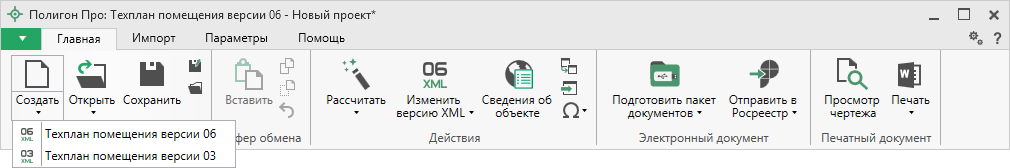 Полигон Про: Техплан помещения версии 06 - Новый проект*
Главная Импорт Параметры Помощь ?
Создать Открыть Сохранить Вставить Рассчитать 06 XML Изменить версию XML Сведения об объекте Ω Подготовить пакет документов Отправить в Росреестр Просмотр чертежа W Печать
06 XML Техплан помещения версии 06
03 XML Техплан помещения версии 03
фер обмена Действия Электронный документ Печатный документ